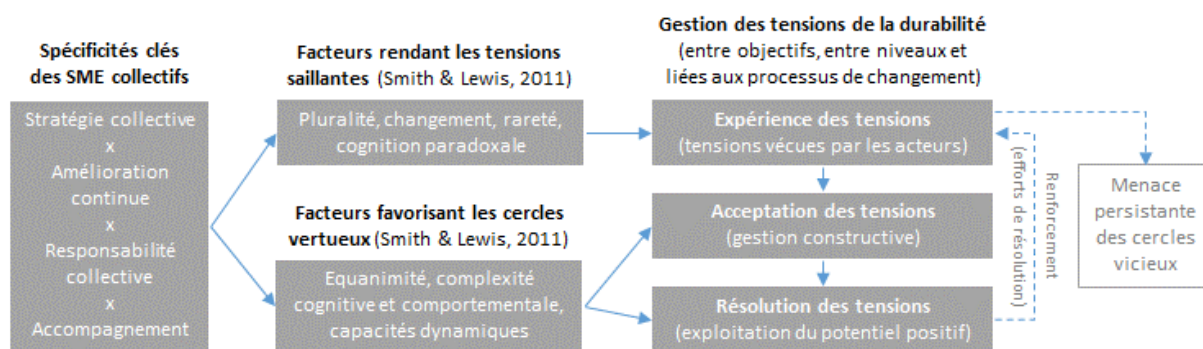 Spécificités clés
des SME collectifs
Stratégie collective
x
Amélioration
continue
x
Responsabilité
collective
x
Accompagnement
Facteurs rendant les tensions
saillantes (Smith & Lewis, 2011)
Pluralité, changement, rareté,
cognition paradoxale
Facteurs favorisant les cercles
vertueux (Smith & Lewis, 2011)
Equanimité, complexité
cognitive et comportementale,
capacités dynamiques
Gestion des tensions de la durabilité
(entre objectifs, entre niveaux et
liées aux processus de changement)
Expérience des tensions
(tensions vécues par les acteurs)
Acceptation des tensions
(gestion constructive)
Résolution des tensions
(exploitation du potentiel positif)
Renforcement
(efforts de résolution)
Menace
persistante
des cercles
vicieux